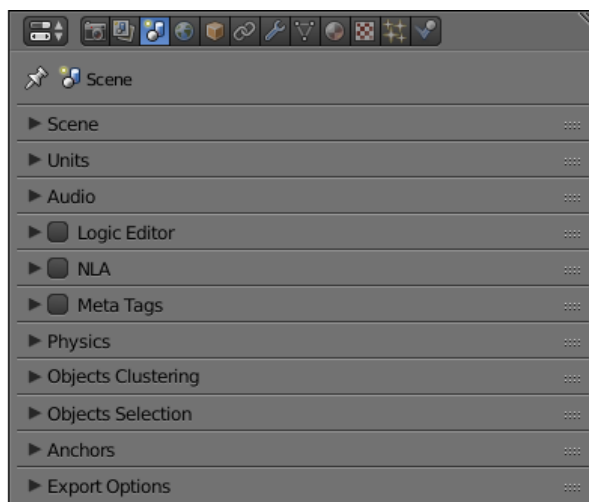 Scene
Scene
Units
Audio
Logic Editor
NLA
Meta Tags
Physics
Objects Clustering
Objects Selection
Anchors
Export Options